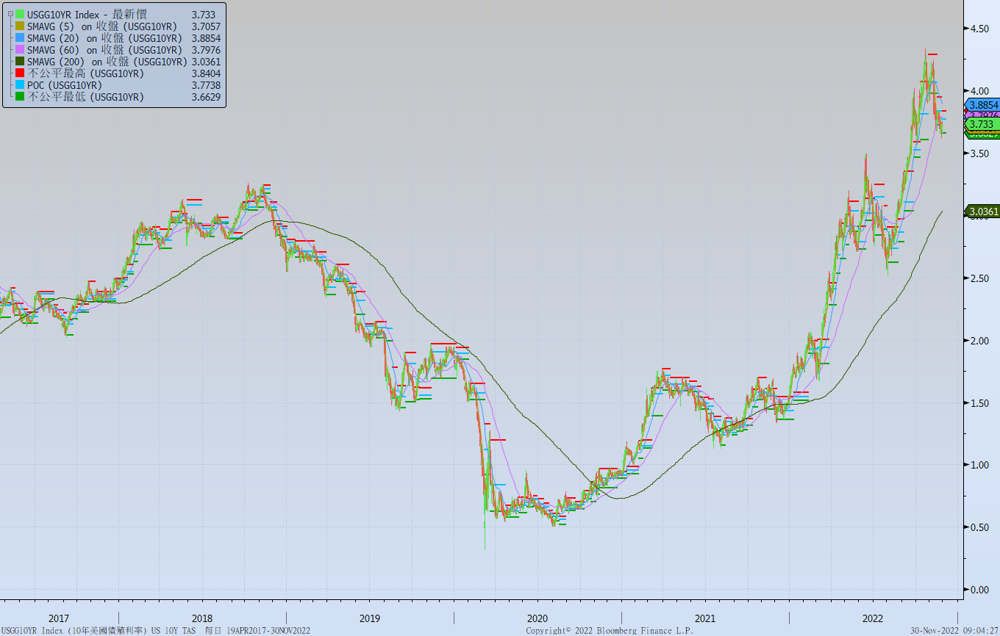 USGG10YR Index - 最新價 3.733
SMAVG (5) on 收盤 (USGG10YR) 3.7057
SMAVG (20) on 收盤 (USGG10YR) 3.8854
SMAVG (60) on 收盤 (USGG10YR) 3.7976
SMAVG (200) on 收盤 (USGG10YR) 3.0361
不公平最高 (USGG10YR) 3.8404
POC (USGG10YR) 3.7738
不公平最低 (USGG10YR) 3.6629
4.50
4.00
3.8854
3.7976
3.733
3.6629
3.50
3.0361
3.00
2.50
2.00
1.50
1.00
0.50
0.00
2017 2018 2019 2020 2021 2022
USGG10YR Index (10年美國債殖利率) US 10Y TAS 每日 19APR2017-30NOV2022 Copyright© 2022 Bloomberg Finance L.P. 30-Nov-2022 09:04:27